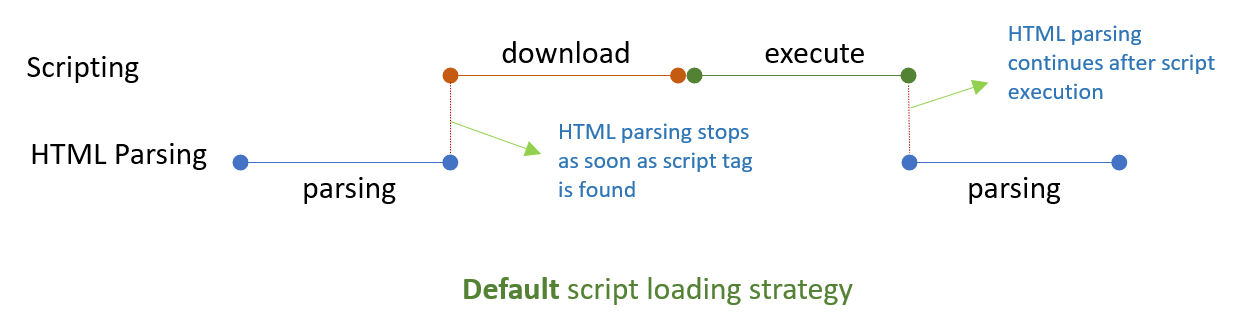 Scripting
download
execute
HTML parsing
continues after script
execution
HTML Parsing
parsing
HTML parsing stops
as soon as script tag
is found
parsing
Default script loading strategy